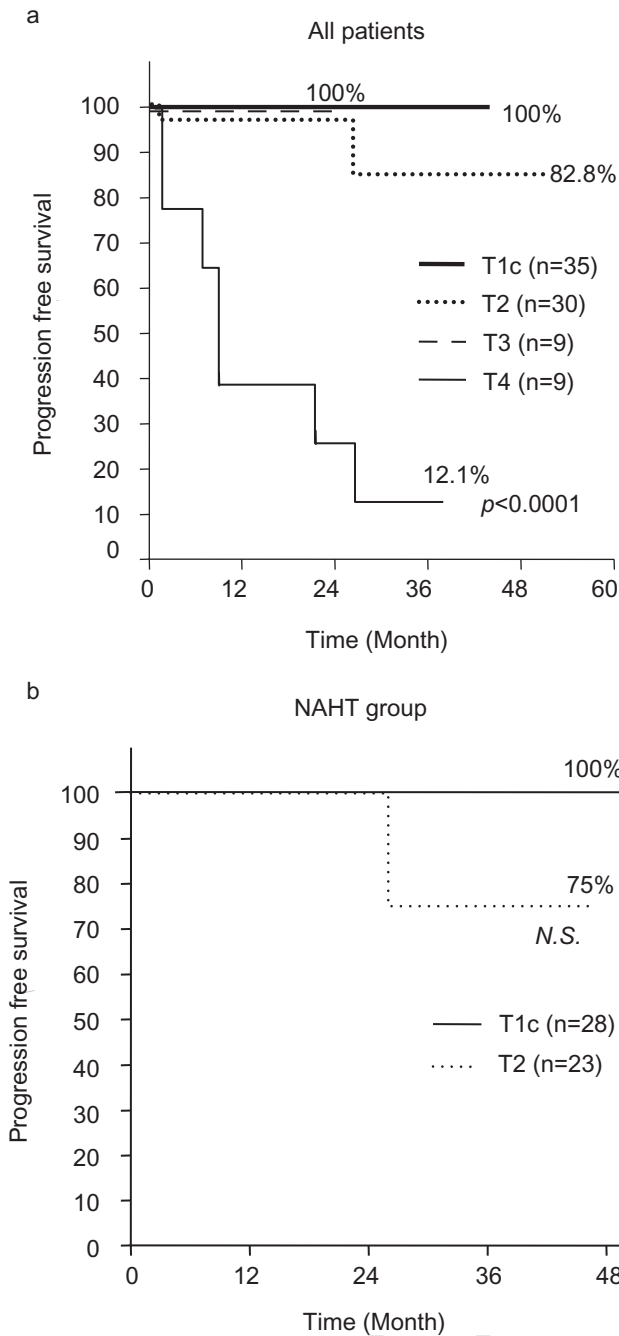 a
All patients
Progression free survival
100
90
80
70
60
50
40
30
20
10
0
100%
100%
82.8%
T1c (n=35)
T2 (n=30)
T3 (n=9)
T4 (n=9)
12.1%
p<0.0001
0 12 24 36 48 60
Time (Month)
b
NAHT group
Progression free survival
100
90
80
70
60
50
40
30
20
10
0
100%
75%
N.S.
T1c (n=28)
T2 (n=23)
0 12 24 36 48
Time (Month)